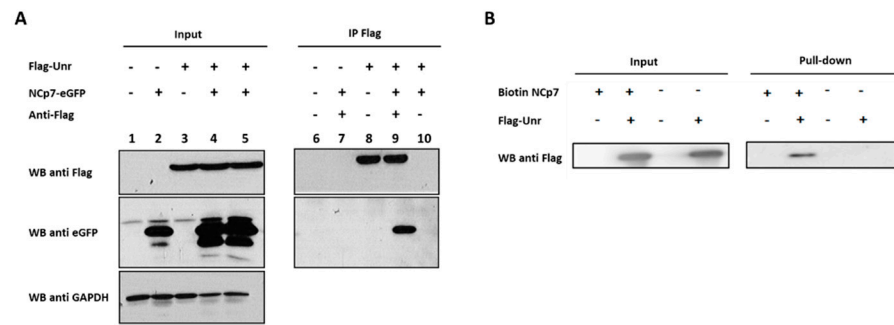 A
Input
IP Flag
Flag-Unr - - + + + - - + + +
NCp7-eGFP - + - + + - + - + +
Anti-Flag - + + -
1 2 3 4 5 6 7 8 9 10
WB anti Flag
WB anti eGFP
WB anti GAPDH
B
Input
Pull-down
Biotin NCp7 + + - - + + - -
Flag-Unr - + - + - + - +
WB anti Flag